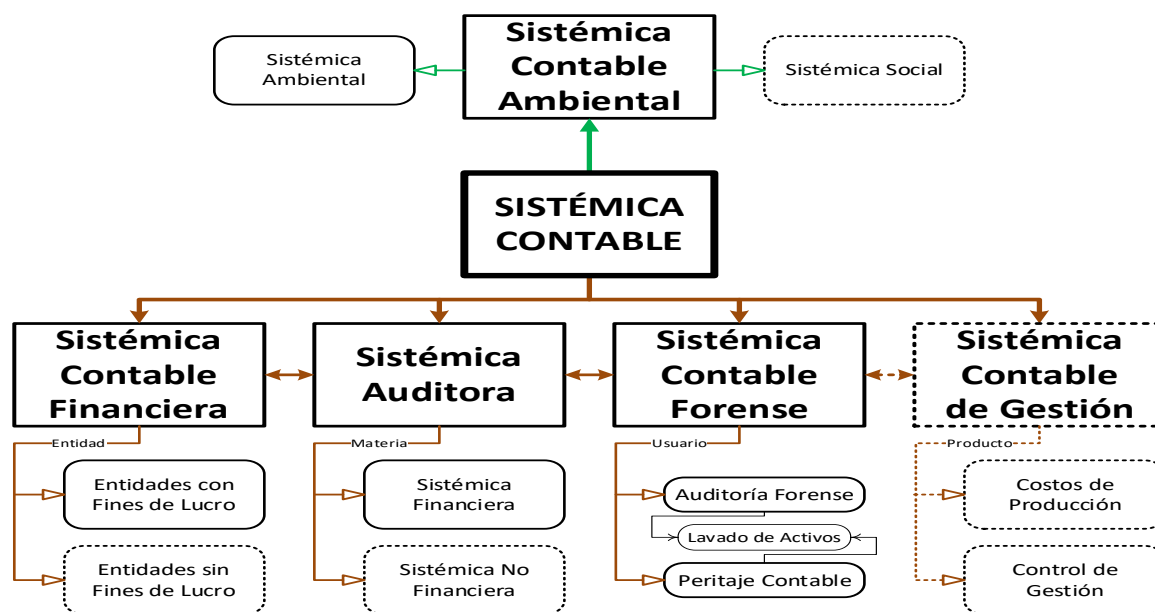 Sistémica
Contable
Ambiental
Sistémica
Ambiental
Sistémica Social
SISTÉMICA
CONTABLE
Sistémica
Contable
Financiera
Sistémica
Auditora
Sistémica
Contable
Forense
Sistémica
Contable
de Gestión
Entidad
Materia
Usuario
Producto
Entidades con
Fines de Lucro
Sistémica
Financiera
Auditoría Forense
Lavado de Activos
Peritaje Contable
Costos de
Producción
Entidades sin
Fines de Lucro
Sistémica No
Financiera
Control de
Gestión